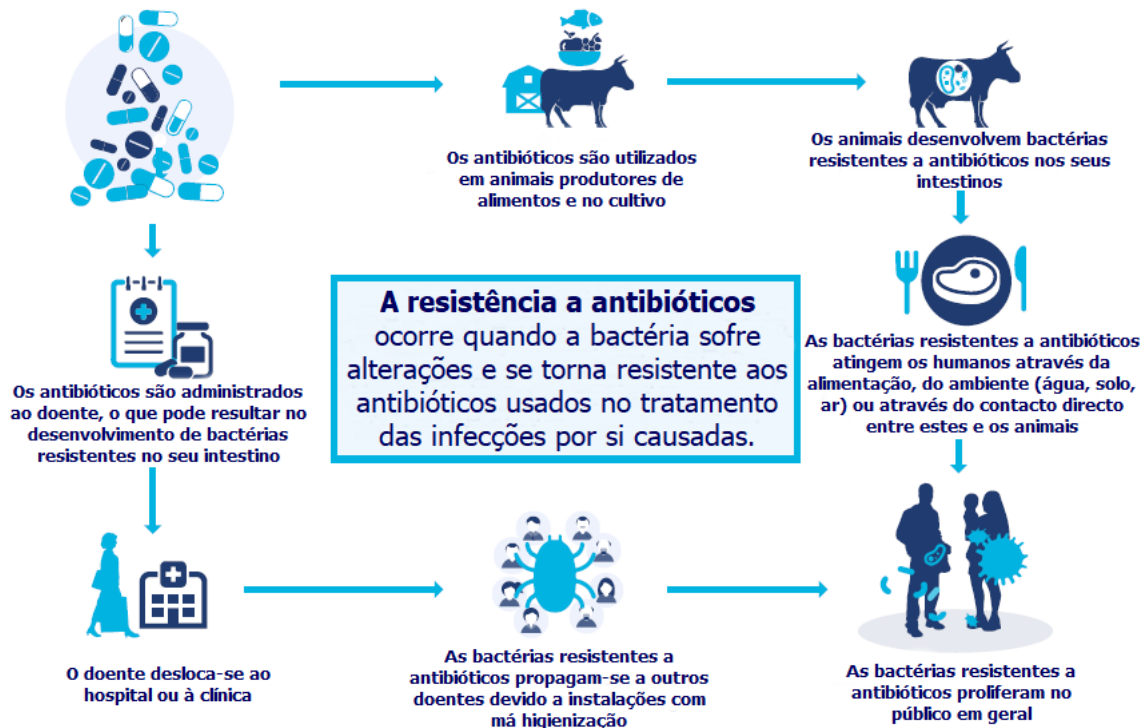 Os antibióticos são utilizados
em animais produtores de
alimentos e no cultivo
Os animais desenvolvem bactérias
resistentes a antibióticos nos seus
intestinos
Os antibióticos são administrados
ao doente, o que pode resultar no
desenvolvimento de bactérias
resistentes no seu intestino
A resistência a antibióticos
ocorre quando a bactéria sofre
alterações e se torna resistente aos
antibióticos usados no tratamento
das infecções por si causadas.
As bactérias resistentes a antibióticos
atingem os humanos através da
alimentação, do ambiente (água, solo,
ar) ou através do contacto directo
entre estes e os animais
O doente desloca-se ao
hospital ou à clínica
As bactérias resistentes a
antibióticos propagam-se a outros
doentes devido a instalações com
má higienização
As bactérias resistentes a
antibióticos proliferam no
público em geral